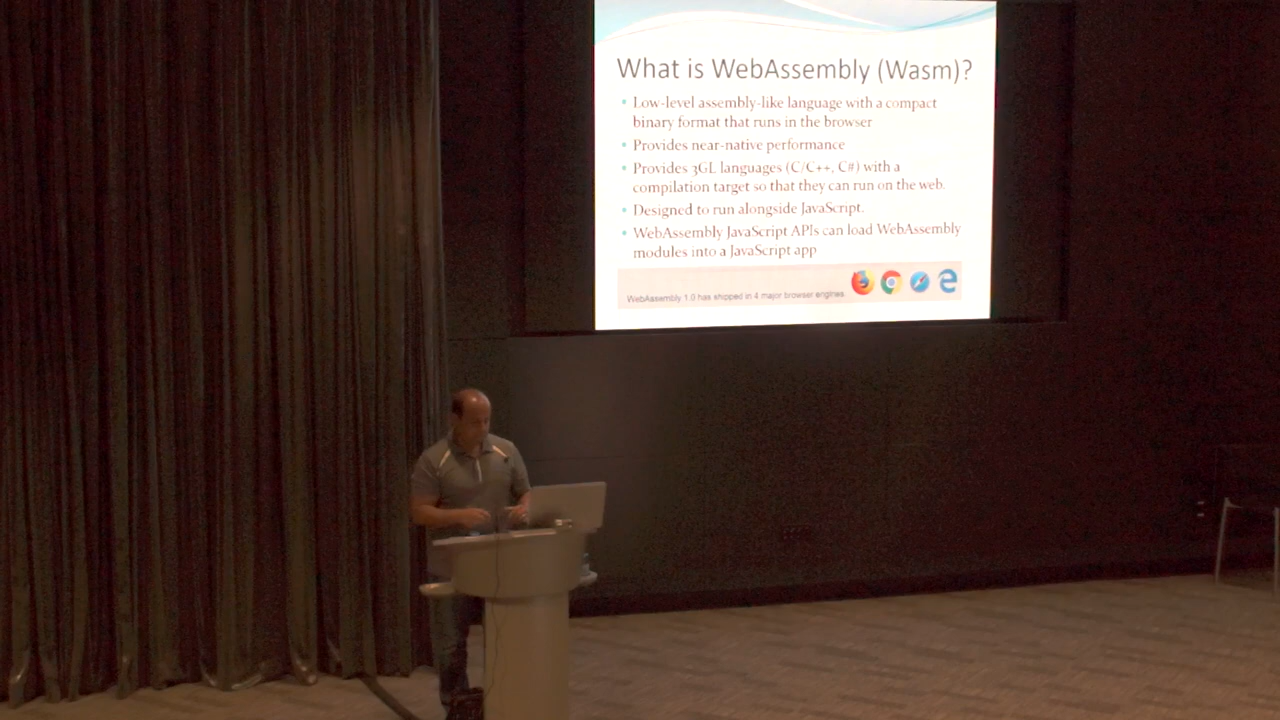 What is WebAssembly (Wasm)?
• Low-level assembly-like language with a compact
binary format that runs in the browser
• Provides near-native performance
• Provides 3GL languages (C/C++, C#) with a
compilation target so that they can run on the web.
• Designed to run alongside JavaScript.
• WebAssembly JavaScript APIs can load WebAssembly
modules into a JavaScript app
WebAssembly 1.0 has shipped in 4 major browser engines